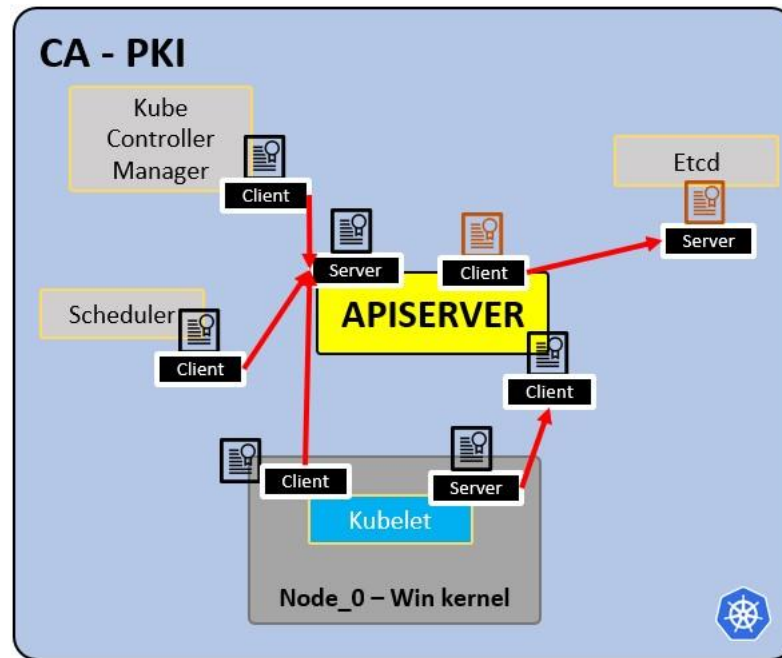 CA - PKI
Kube
Controller
Manager
Client
Etcd
Server
Server
Client
APISERVER
Scheduler
Client
Client
Client
Server
Kubelet
Node_0 – Win kernel